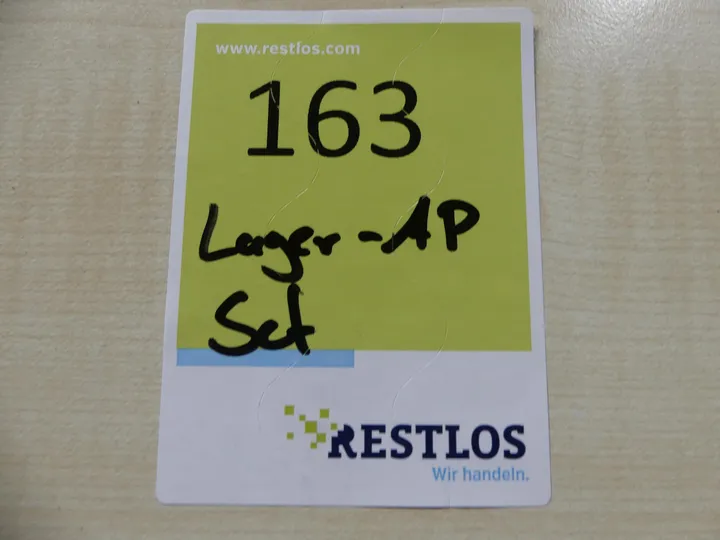 www.restlos.com
163
Lager-AP
Set
RESTLOS
Wir handeln.